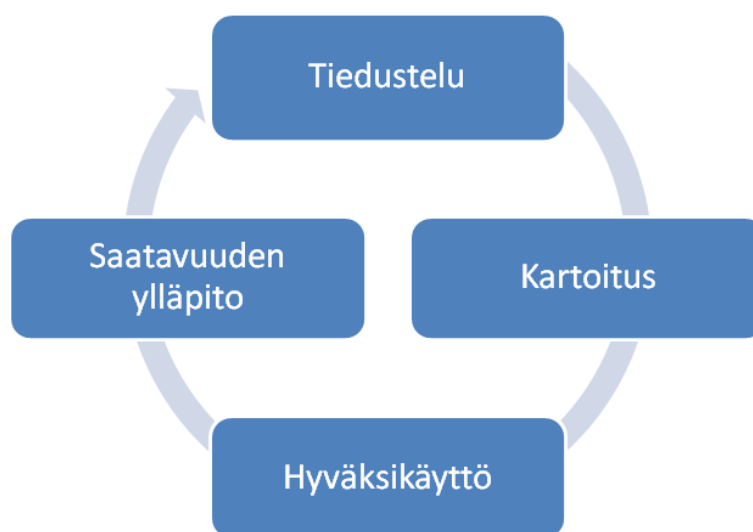 Tiedustelu
Kartoitus
Hyväksikäyttö
Saatavuuden
ylläpito